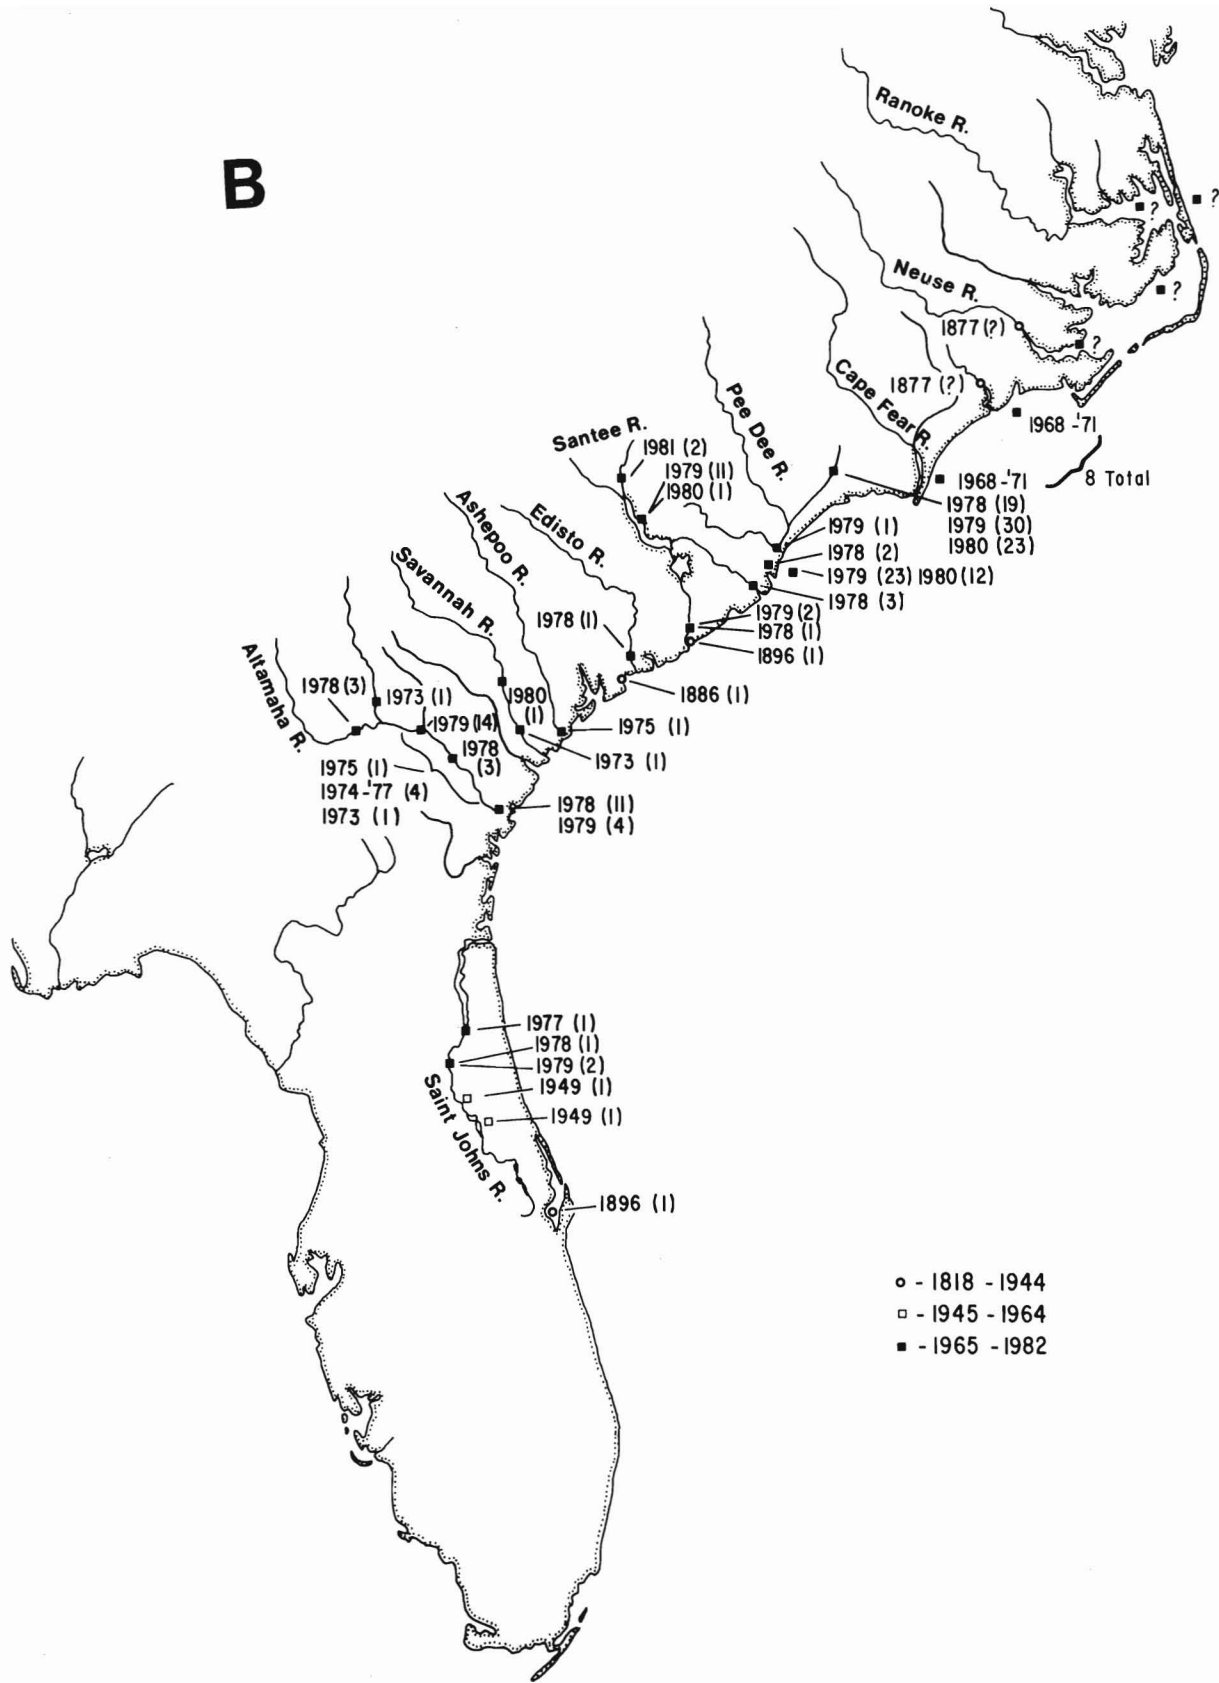 B
Ranoke R.
?
?
?
Neuse R.
1877 (?)
?
1877 (?)
Cape Fear R.
Pee Dee R.
1968 -'71
Santee R.
1981 (2)
1979 (11)
1980 (1)
1968 -'71
8 Total
1978 (19)
1979 (30)
1980 (23)
Ashepoo R.
Edisto R.
1979 (1)
1978 (2)
1979 (23) 1980 (12)
1978 (3)
Savannah R.
1979 (2)
1978 (1)
1978 (1)
1896 (1)
Altamaha R.
1978 (3)
1973 (1)
1980
(1)
1886 (1)
1979 (14)
1975 (1)
1978
(3)
1973 (1)
1975 (1)
1974-'77 (4)
1973 (1)
1978 (11)
1979 (4)
1977 (1)
1978 (1)
1979 (2)
1949 (1)
1949 (1)
Saint Johns R.
1896 (1)
- 1818 - 1944
- 1945 - 1964
- 1965 - 1982